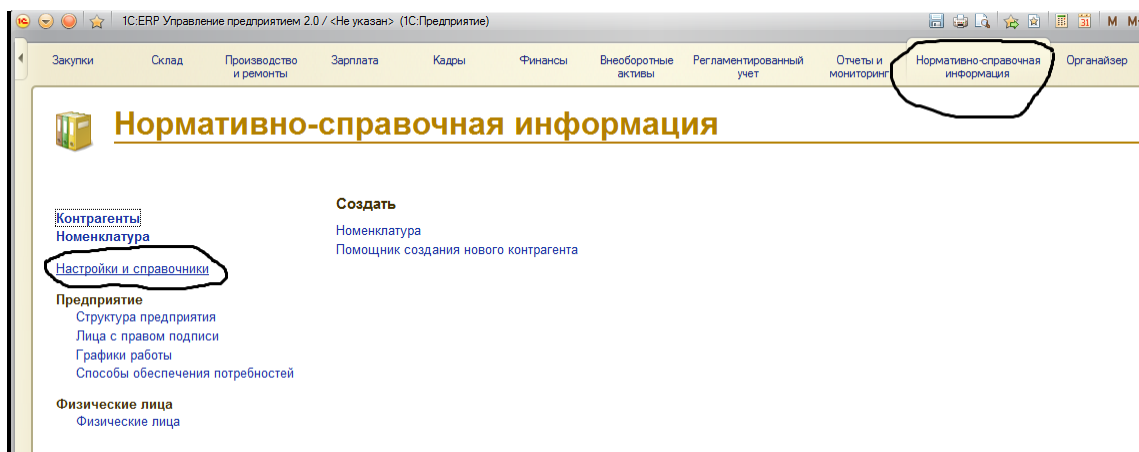 1С:ERP Управление предприятием 2.0 / <Не указан> (1С:Предприятие)
31 M
Закупки Склад Производство и ремонты Зарплата Кадры Финансы Внеоборотные активы Регламентированный учет Отчеты и мониторинг Нормативно-справочная информация Органайзер
Нормативно-справочная информация
Контрагенты
Номенклатура
Настройки и справочники
Предприятие
Структура предприятия
Лица с правом подписи
Графики работы
Способы обеспечения потребностей
Физические лица
Физические лица
Создать
Номенклатура
Помощник создания нового контрагента